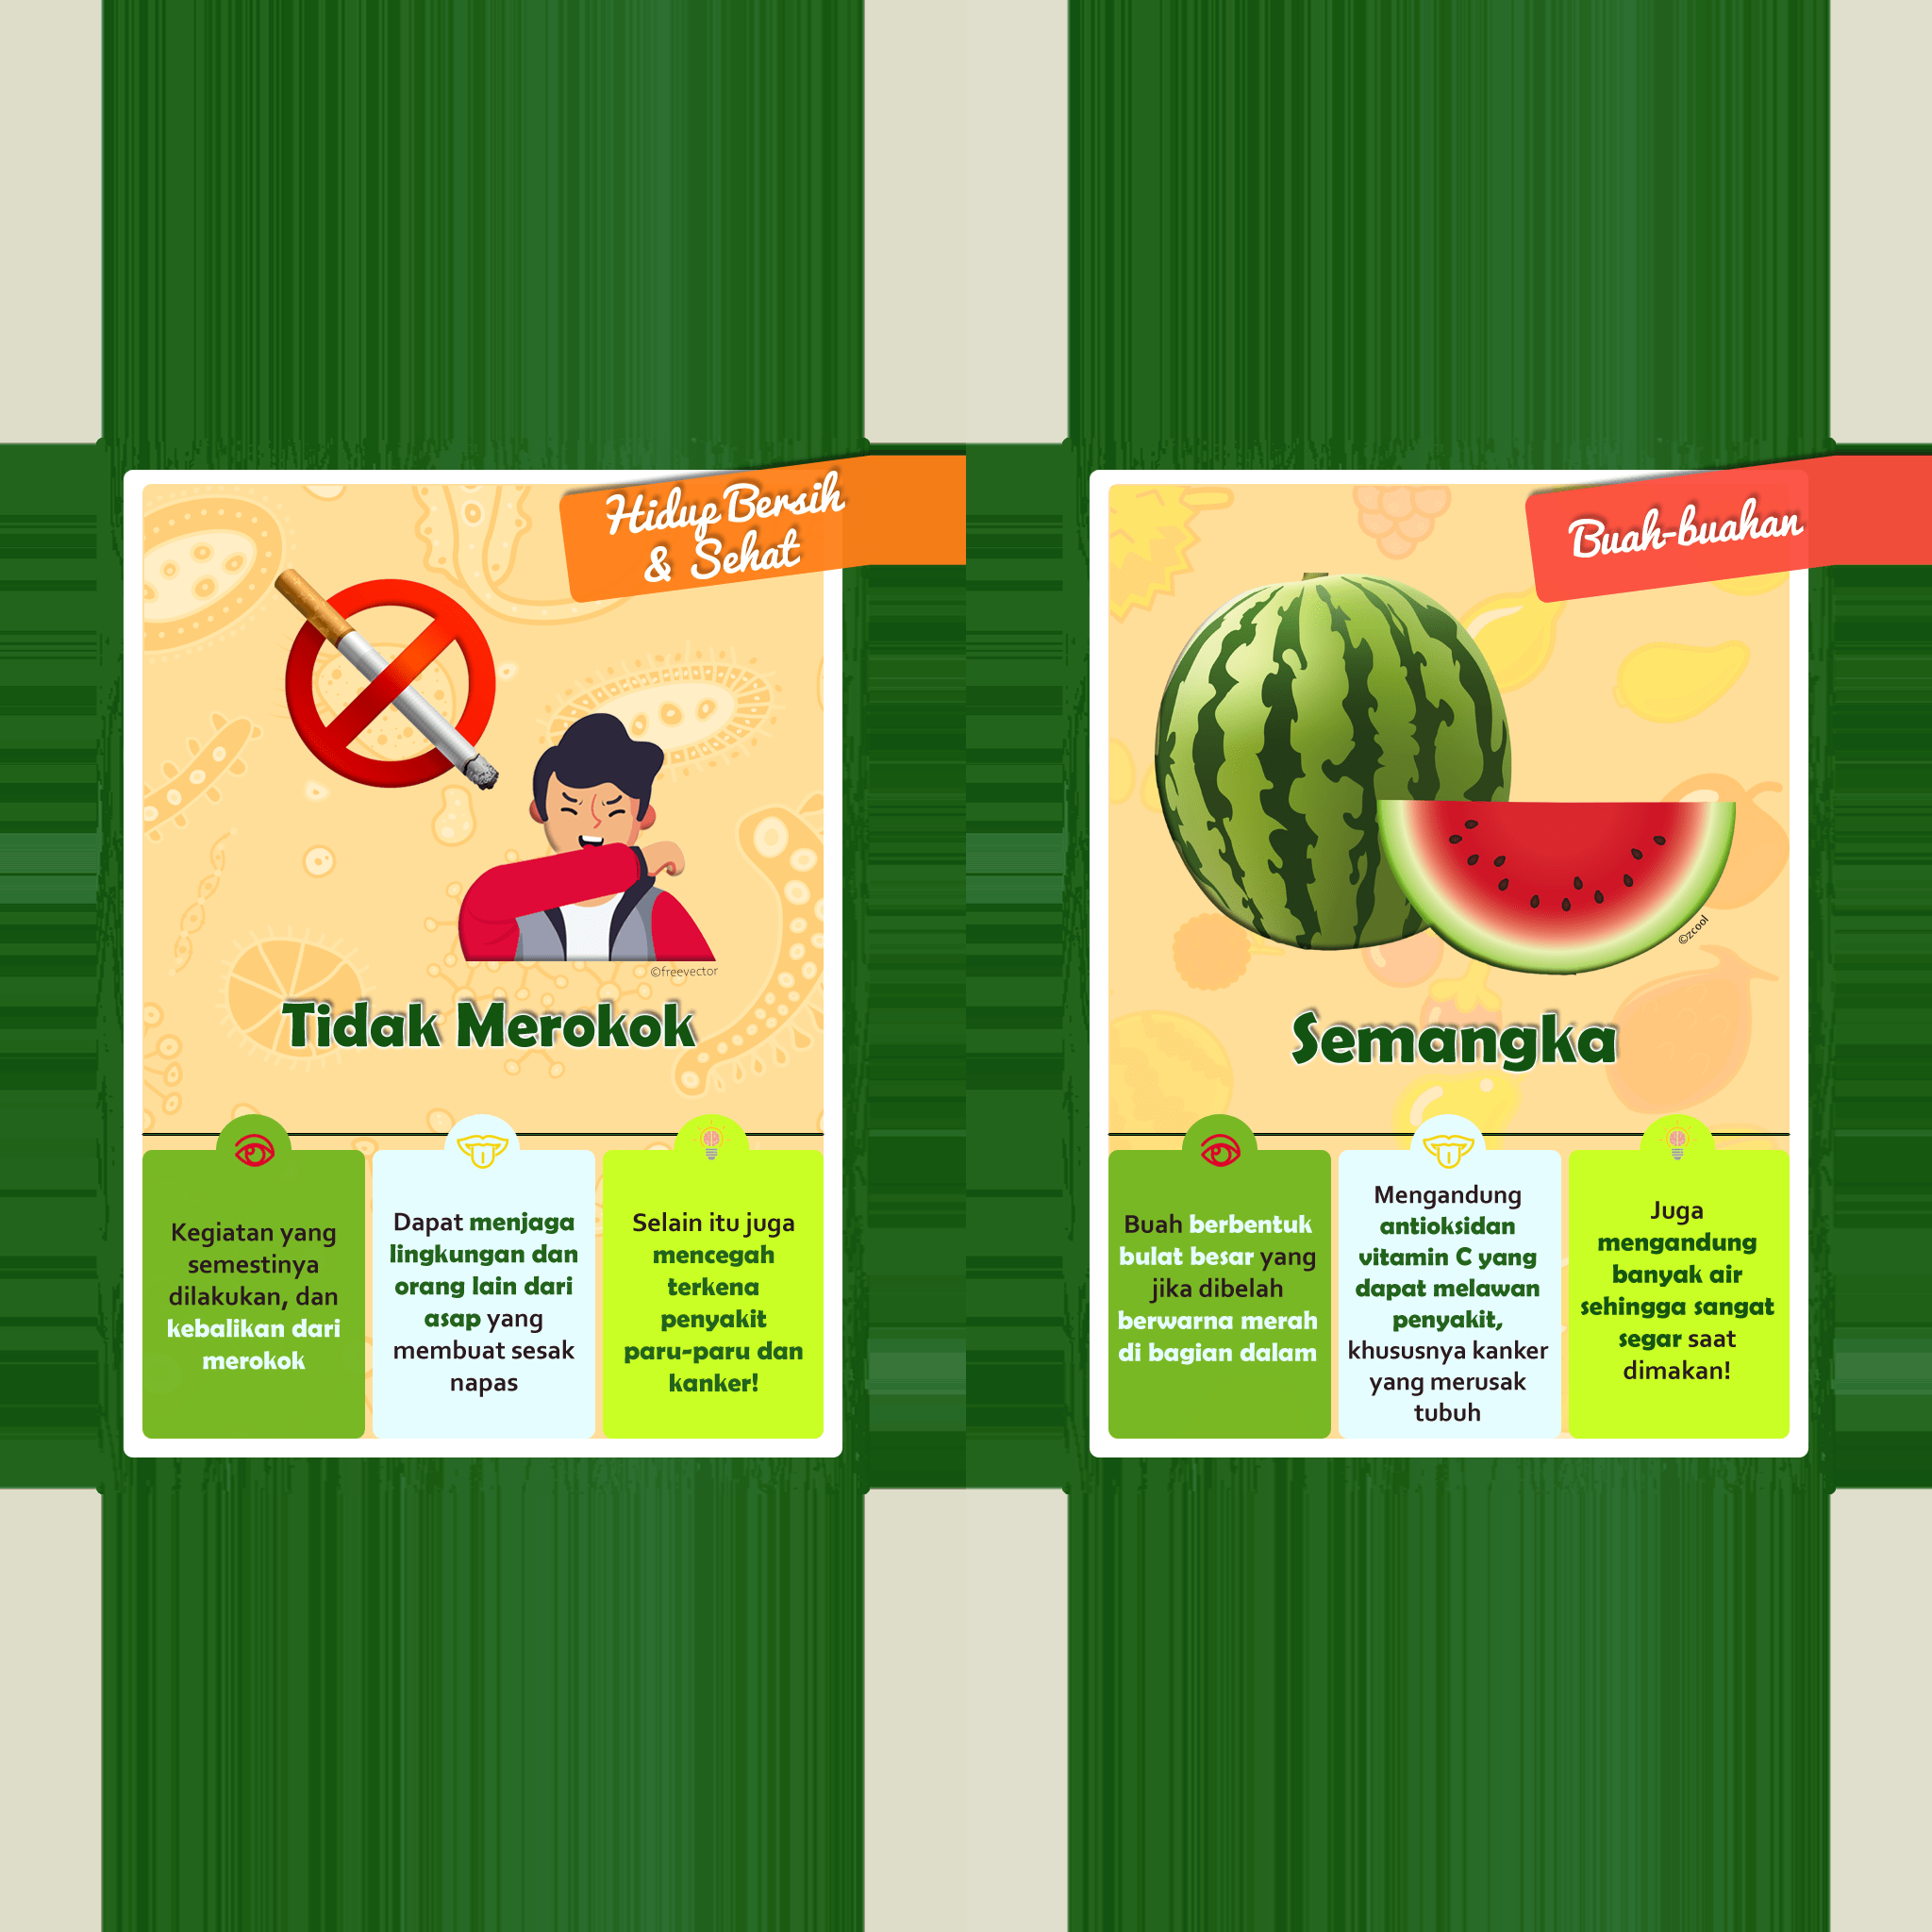 Hidup Bersih
& Sehat
©freevector
Tidak Merokok
Kegiatan yang
semestinya
dilakukan, dan
kebalikan dari
merokok
Dapat menjaga
lingkungan dan
orang lain dari
asap yang
membuat sesak
napas
Selain itu juga
mencegah
terkena
penyakit
paru-paru dan
kanker!
Buah-buahan
©zcool
Semangka
Buah berbentuk
bulat besar yang
jika dibelah
berwarna merah
di bagian dalam
Mengandung
antioksidan
vitamin C yang
dapat melawan
penyakit,
khususnya kanker
yang merusak
tubuh
Juga
mengandung
banyak air
sehingga sangat
segar saat
dimakan!